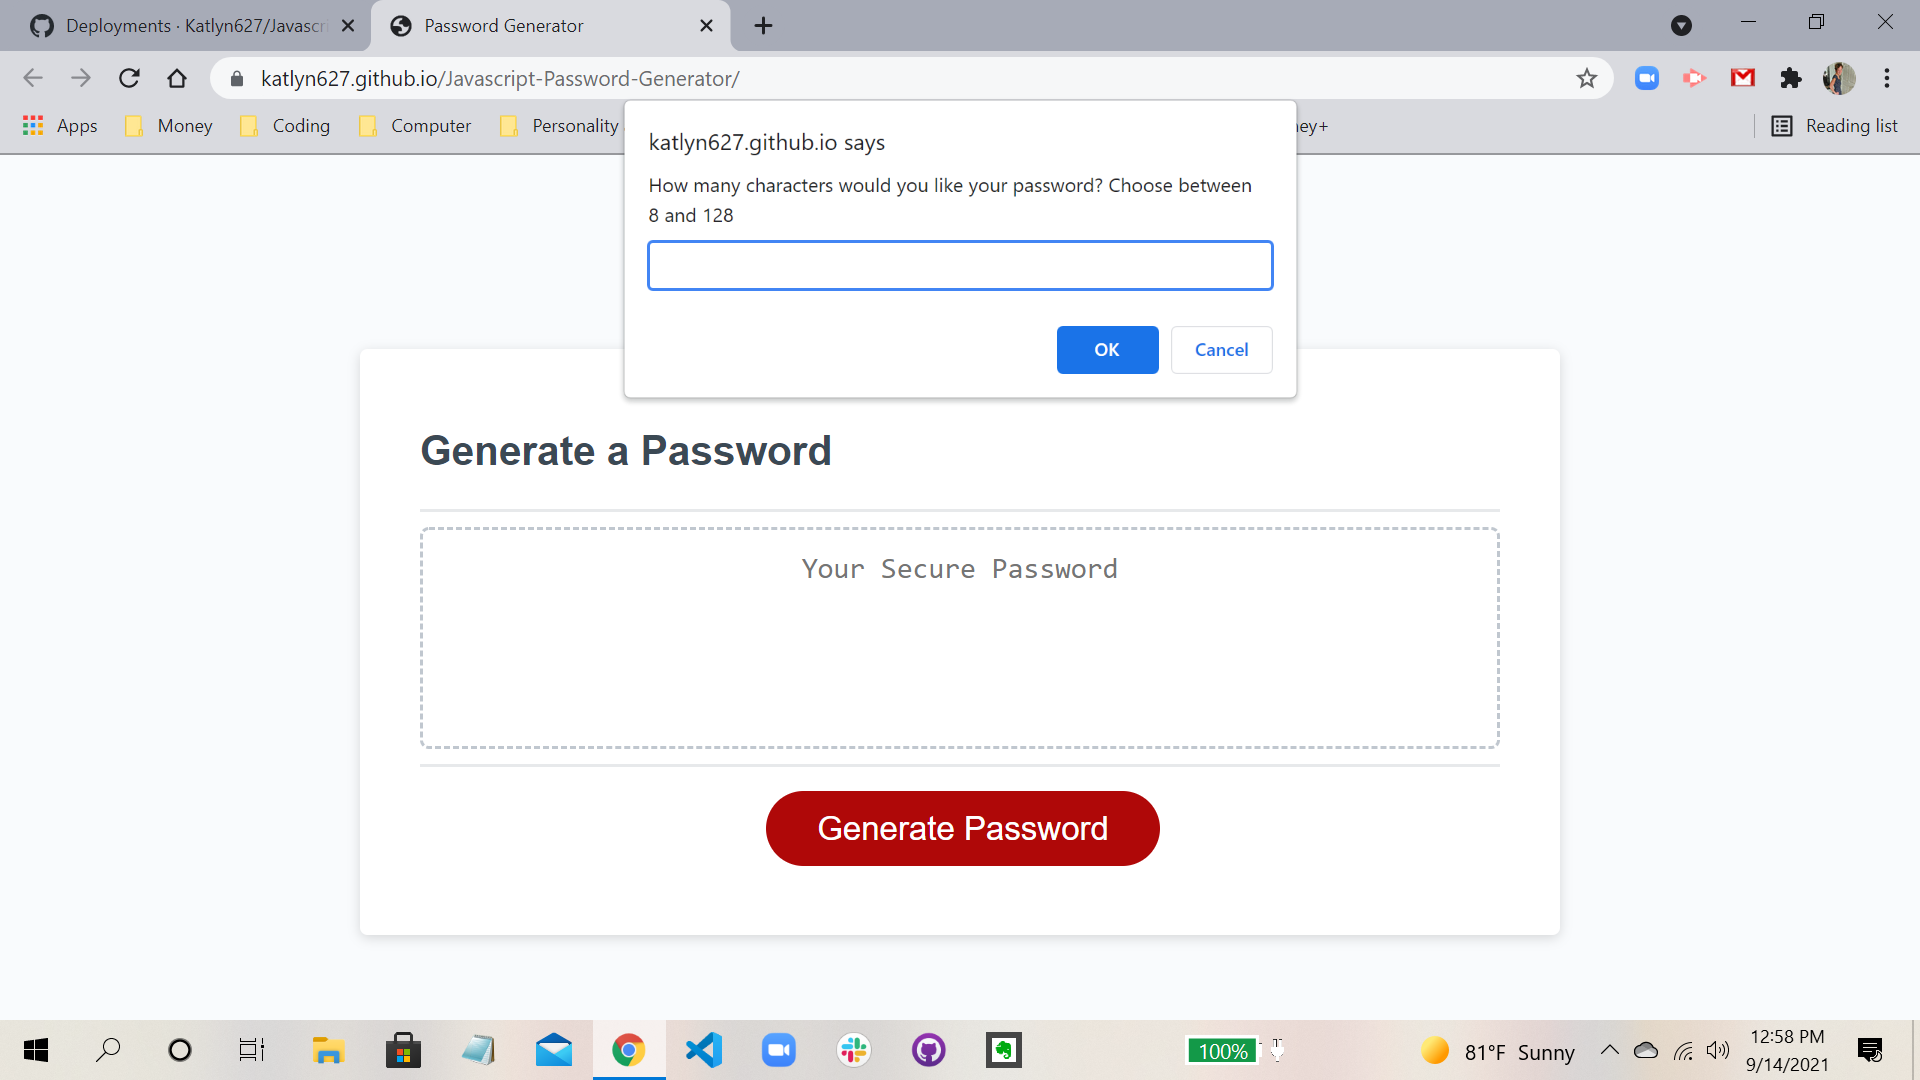 Deployments · Katlyn627/Javascri
Password Generator
katlyn627.github.io/Javascript-Password-Generator/
Apps
Money
Coding
Computer
Personality
ney+
Reading list
katlyn627.github.io says
How many characters would you like your password? Choose between
8 and 128
OK
Cancel
Generate a Password
Your Secure Password
Generate Password
100%
81°F Sunny
12:58 PM
9/14/2021